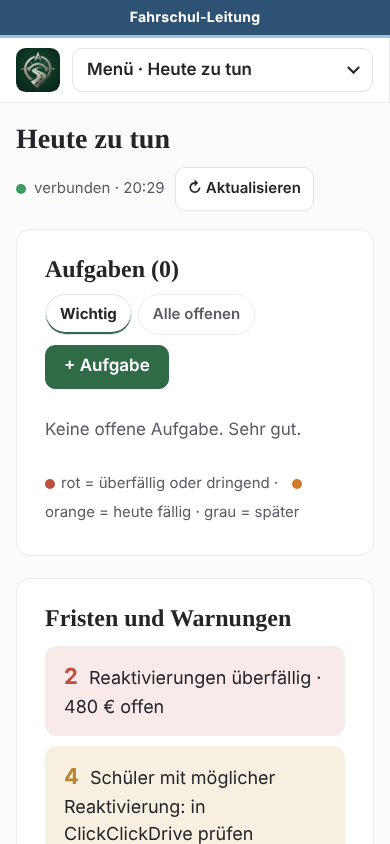 Fahrschul-Leitung
Menü · Heute zu tun
Heute zu tun
verbunden · 20:29
↻ Aktualisieren
Aufgaben (0)
Wichtig
Alle offenen
+ Aufgabe
Keine offene Aufgabe. Sehr gut.
rot = überfällig oder dringend ·
orange = heute fällig · grau = später
Fristen und Warnungen
2 Reaktivierungen überfällig ·
480 € offen
4 Schüler mit möglicher
Reaktivierung: in
ClickClickDrive prüfen